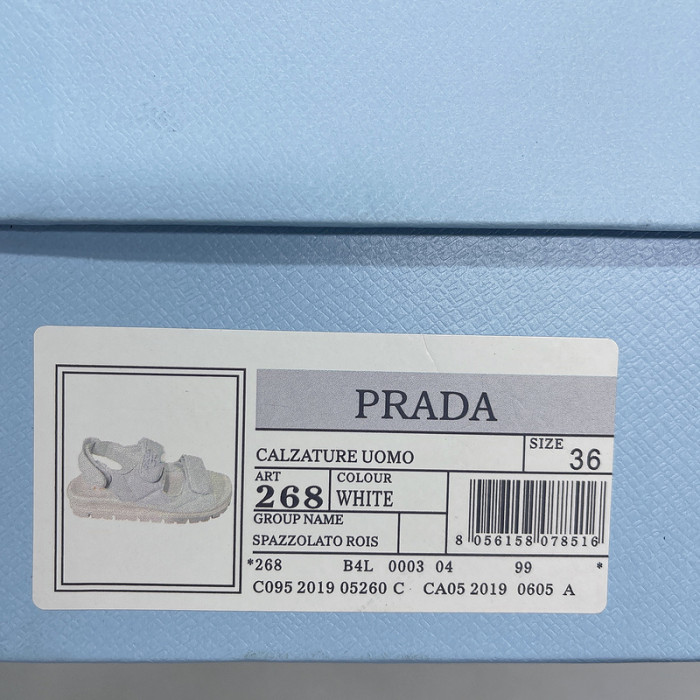 PRADA
CALZATURE UOMO
SIZE 36
ART 268
COLOUR WHITE
GROUP NAME
SPAZZOLATO ROIS
8 056158 078516
*268 B4L 0003 04 99 *
C095 2019 05260 C CA05 2019 0605 A